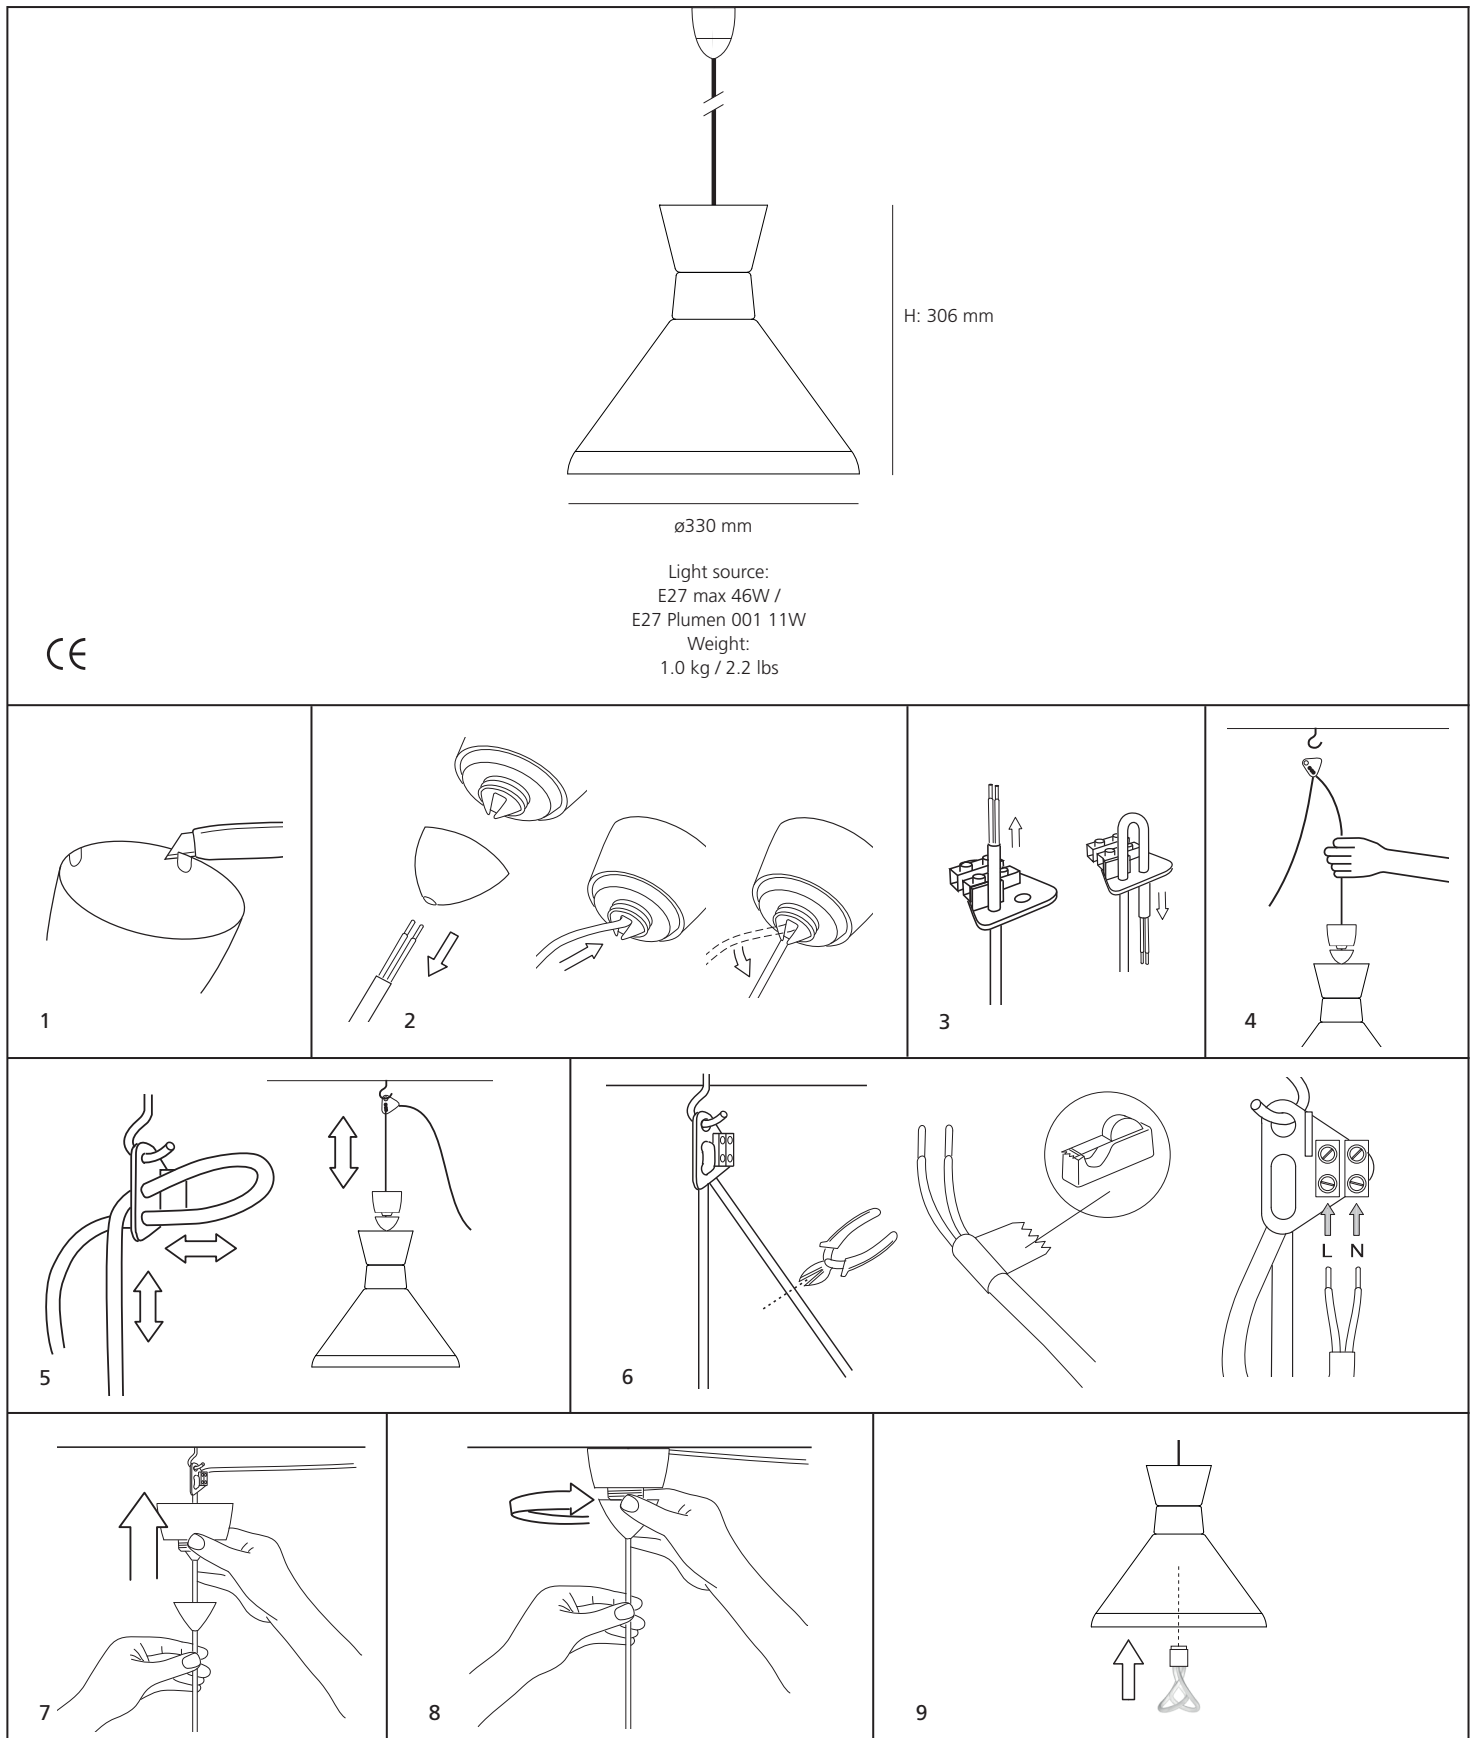 H: 306 mm
ø330 mm
Light source:
E27 max 46W /
E27 Plumen 001 11W
Weight:
1.0 kg / 2.2 lbs
CE
1
2
3
4
5
6
L N
7
8
9